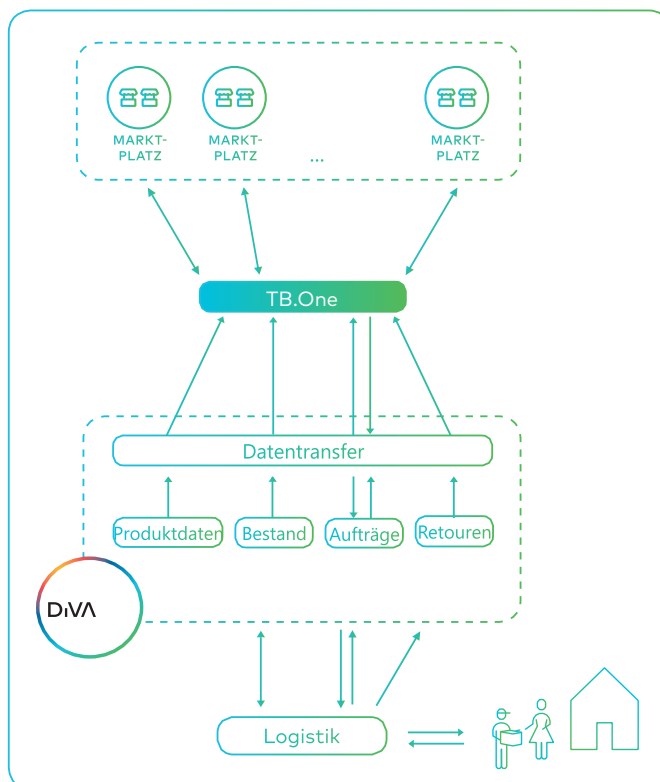 MARKT-
PLATZ
MARKT-
PLATZ
...
MARKT-
PLATZ
TB.One
Datentransfer
Produktdaten
Bestand
Aufträge
Retouren
DiVA
Logistik